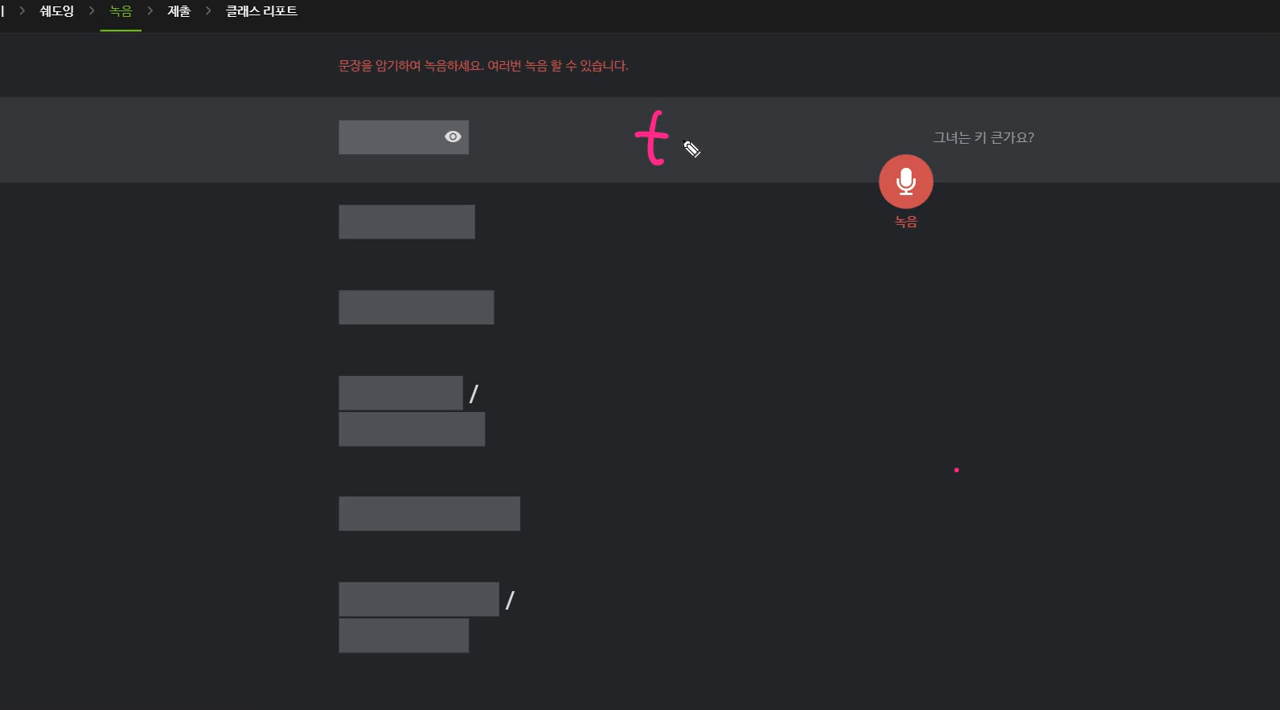 쉐도잉 > 녹음 > 제출 > 클래스 리포트
문장을 암기하여 녹음하세요. 여러번 녹음 할 수 있습니다.
t
그녀는 키 큰가요?
녹음
/
/